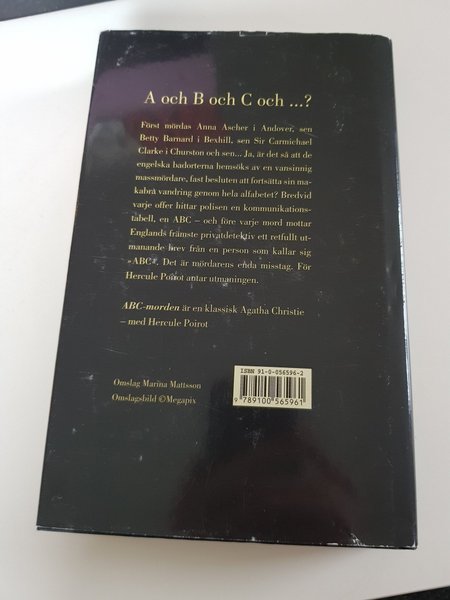 A och B och C och ...?
Först mördas Anna Ascher i Andover, sen
Betty Barnard i Bexhill, sen Sir Carmichael
Clarke i Churston och sen... Ja, är det så att de
engelska badorterna hemsöks av en vansinnig
massmördare, fast besluten att fortsätta sin ma-
kabra vandring genom hela alfabetet? Bredvid
varje offer hittar polisen en kommunikations-
tabell, en ABC – och före varje mord mottar
Englands främste privatdetektiv ett retfullt ut-
manande brev från en person som kallar sig
»ABC«. Det är mördarens enda misstag. För
Hercule Poirot antar utmaningen.
ABC-morden är en klassisk Agatha Christie
– med Hercule Poirot
ISBN 91-0-056596-2
Omslag Marina Mattsson
Omslagsbild ©Megapix
9 789100 565961